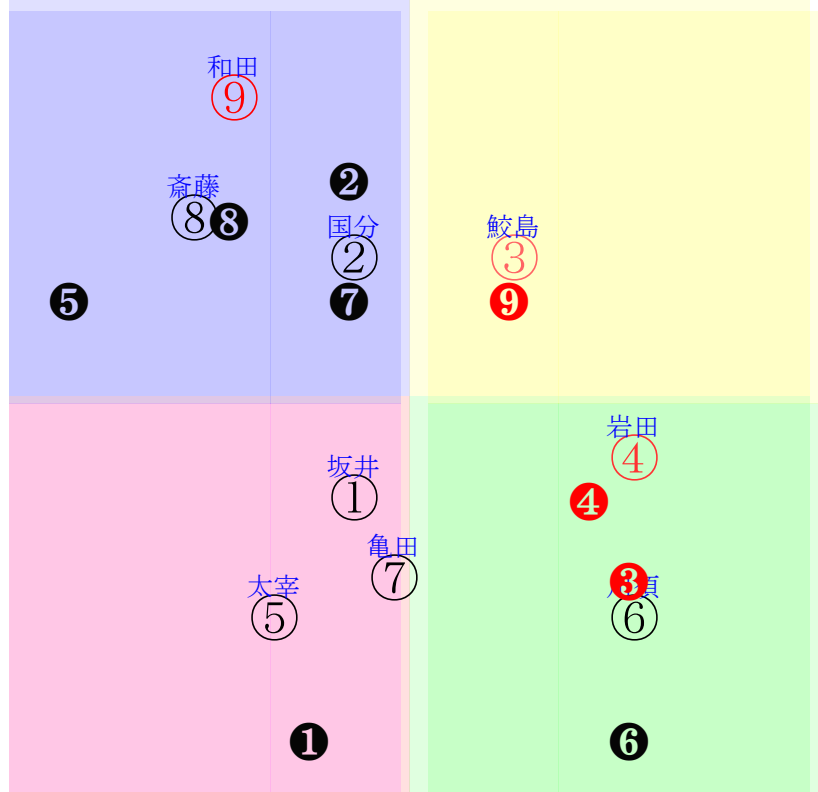 和田
⑨
❷
斎藤
⑧❽
国分
②
鮫島
③
❺
❼
❾
岩田
④
坂井
①
❹
亀田
⑦
太宰
⑤
❸
⑥
❶
❻